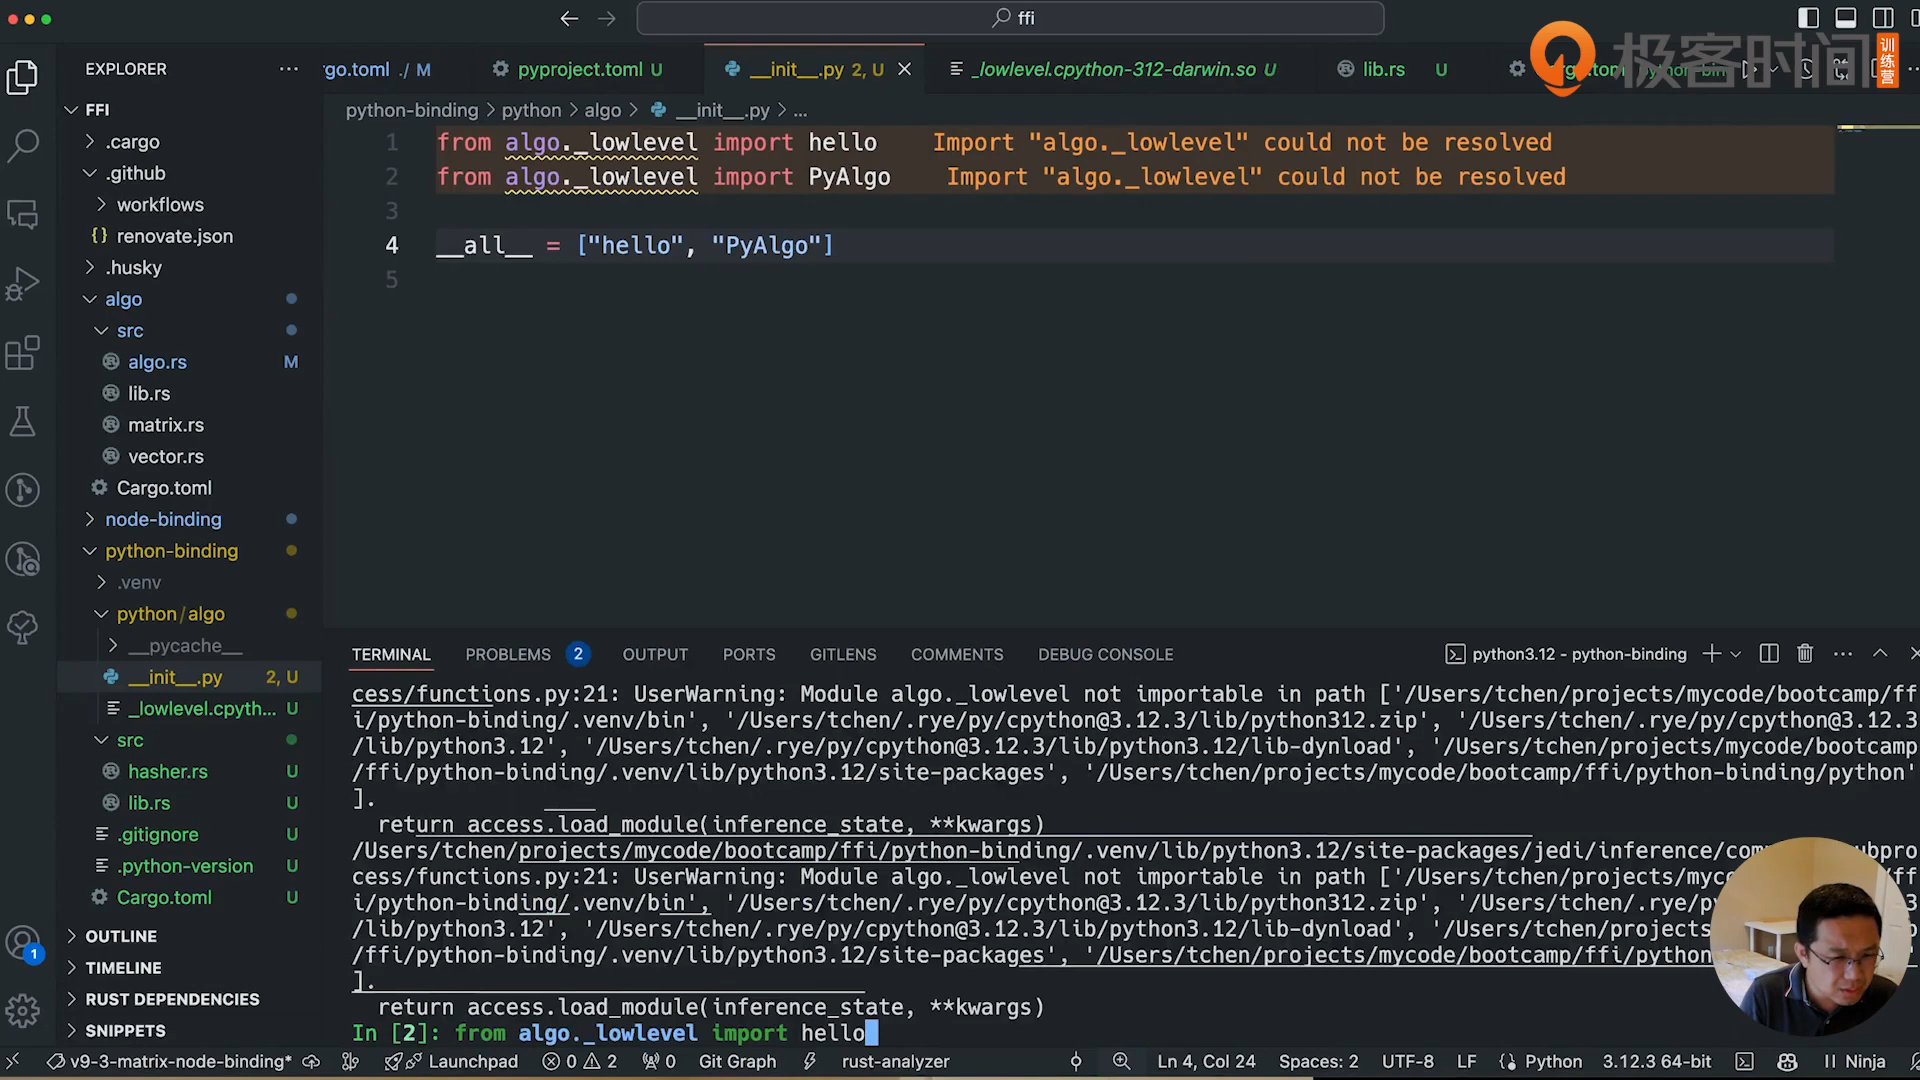 ffi
EXPLORER
rgo.toml ./ M
pyproject.toml U
__init__.py 2, U
_lowlevel.cpython-312-darwin.so U
lib.rs U
极客时间
训练营
FFI
.cargo
.github
workflows
renovate.json
.husky
algo
src
algo.rs M
lib.rs
matrix.rs
vector.rs
Cargo.toml
node-binding
python-binding
.venv
python/algo
__pycache__
__init__.py 2, U
_lowlevel.cpyth... U
src
hasher.rs U
lib.rs U
.gitignore U
.python-version U
Cargo.toml U
OUTLINE
TIMELINE
RUST DEPENDENCIES
SNIPPETS
1
python-binding > python > algo > __init__.py > ...
1 from algo._lowlevel import hello Import "algo._lowlevel" could not be resolved
2 from algo._lowlevel import PyAlgo Import "algo._lowlevel" could not be resolved
3
4 __all__ = ["hello", "PyAlgo"]
5
TERMINAL PROBLEMS 2 OUTPUT PORTS GITLENS COMMENTS DEBUG CONSOLE
python3.12 - python-binding
cess/functions.py:21: UserWarning: Module algo._lowlevel not importable in path ['/Users/tchen/projects/mycode/bootcamp/ff
i/python-binding/.venv/bin', '/Users/tchen/.rye/py/cpython@3.12.3/lib/python312.zip', '/Users/tchen/.rye/py/cpython@3.12.3
/lib/python3.12', '/Users/tchen/.rye/py/cpython@3.12.3/lib/python3.12/lib-dynload', '/Users/tchen/projects/mycode/bootcamp
/ffi/python-binding/.venv/lib/python3.12/site-packages', '/Users/tchen/projects/mycode/bootcamp/ffi/python-binding/python'
].
return access.load_module(inference_state, **kwargs)
/Users/tchen/projects/mycode/bootcamp/ffi/python-binding/.venv/lib/python3.12/site-packages/jedi/inference/com
cess/functions.py:21: UserWarning: Module algo._lowlevel not importable in path ['/Users/tchen/projects/myc
i/python-binding/.venv/bin', '/Users/tchen/.rye/py/cpython@3.12.3/lib/python312.zip', '/Users/tchen/.rye/p
/lib/python3.12', '/Users/tchen/.rye/py/cpython@3.12.3/lib/python3.12/lib-dynload', '/Users/tchen/projects
/ffi/python-binding/.venv/lib/python3.12/site-packages', '/Users/tchen/projects/mycode/bootcamp/ffi/python
].
return access.load_module(inference_state, **kwargs)
In [2]: from algo._lowlevel import hello
v9-3-matrix-node-binding* Launchpad 0 2 0 Git Graph rust-analyzer Ln 4, Col 24 Spaces: 2 UTF-8 LF Python 3.12.3 64-bit Ninja